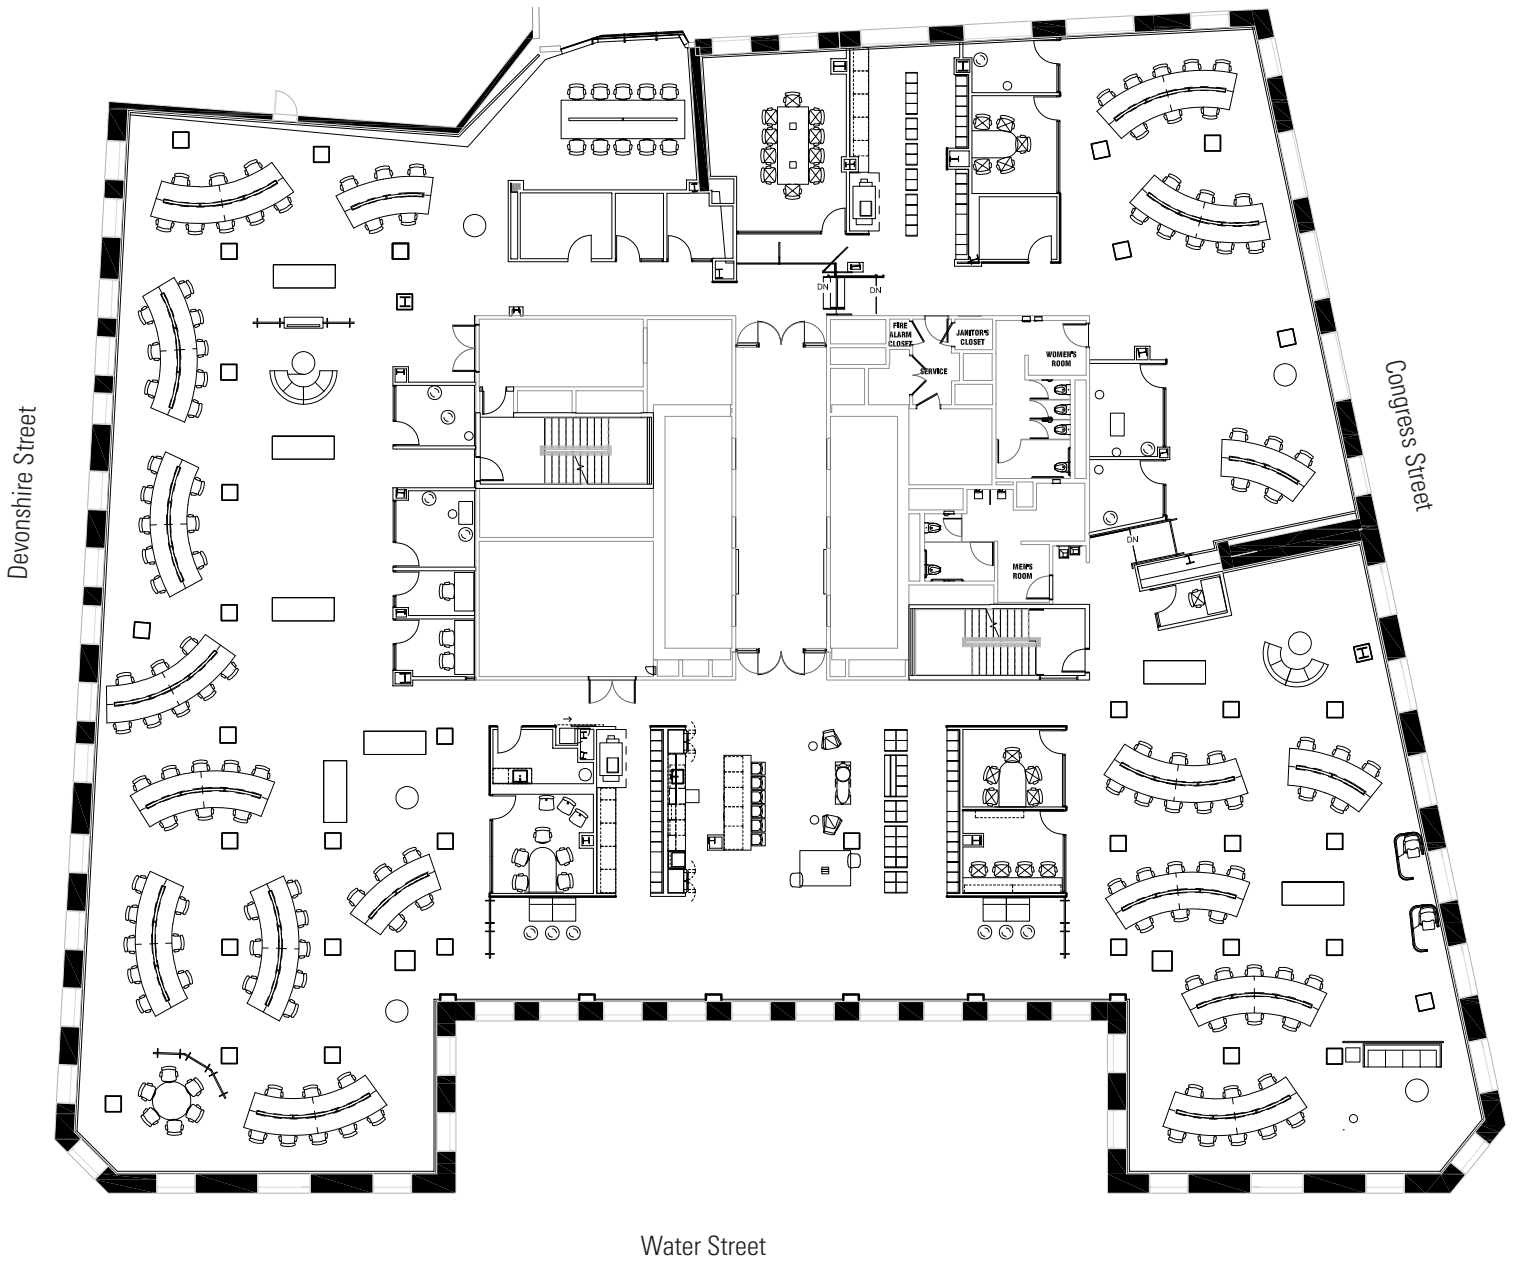 DN
DN
FIRE
ALARM
CLOSET
JANITOR'S
CLOSET
WOMEN'S
ROOM
SERVICE
Congress Street
Devonshire Street
DN
MEN'S
ROOM
Water Street